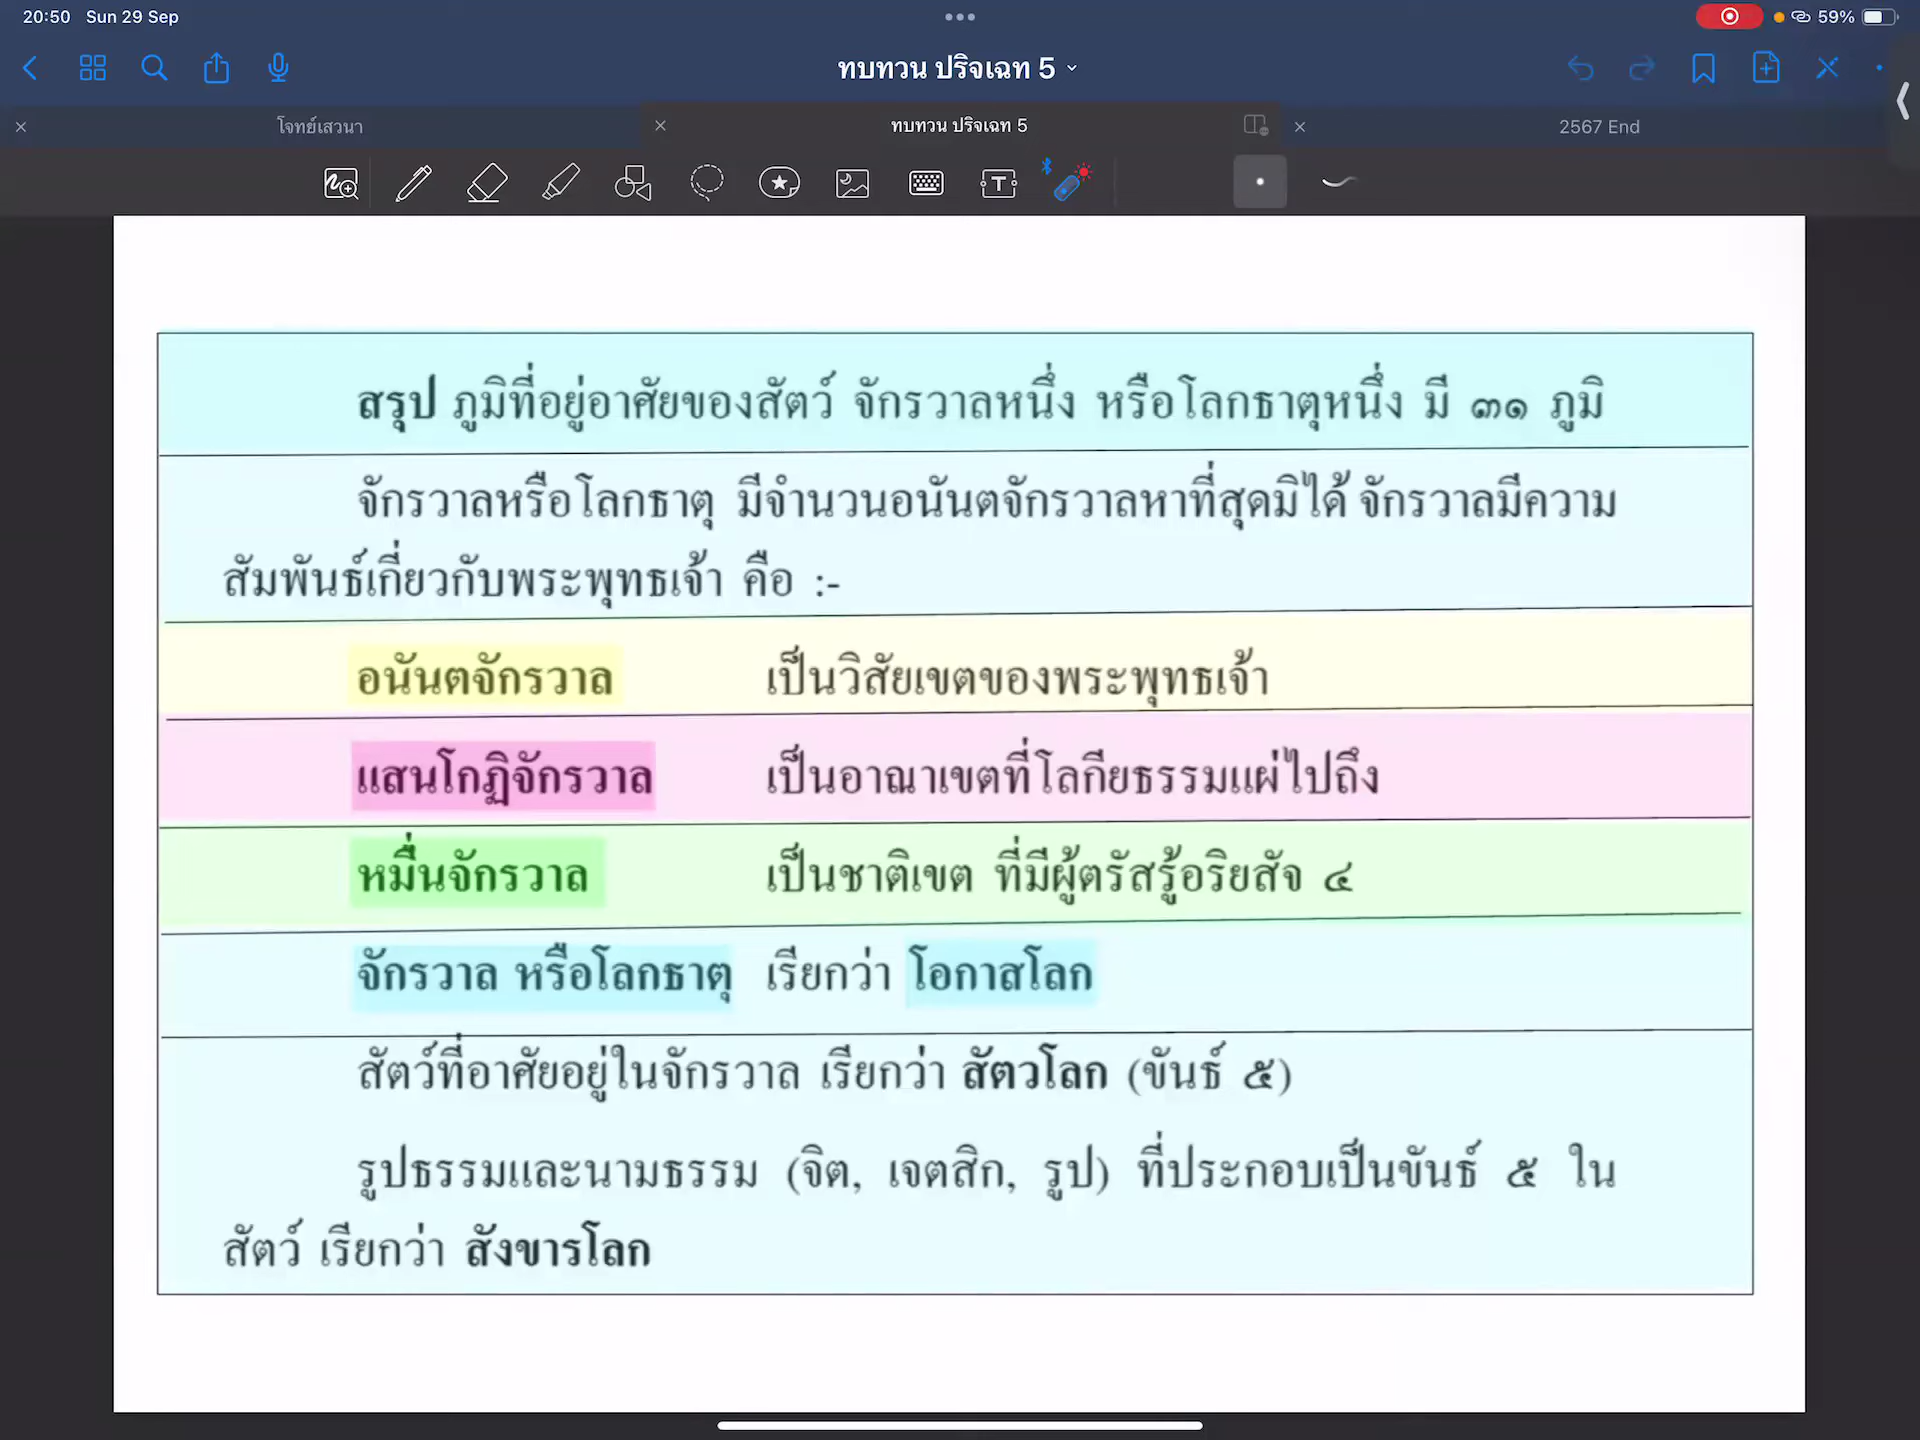 20:50 Sun 29 Sep
59%
ทบทวน ปริจเฉท 5
โจทย์เสวนา
ทบทวน ปริจเฉท 5
2567 End
สรุป ภูมิที่อยู่อาศัยของสัตว์ จักรวาลหนึ่ง หรือโลกธาตุหนึ่ง มี ๓๑ ภูมิ
จักรวาลหรือโลกธาตุ มีจำนวนอนันตจักรวาลหาที่สุดมิได้ จักรวาลมีความ
สัมพันธ์เกี่ยวกับพระพุทธเจ้า คือ :-
อนันตจักรวาล เป็นวิสัยเขตของพระพุทธเจ้า
แสนโกฏิจักรวาล เป็นอาณาเขตที่โลกียธรรมแผ่ไปถึง
หมื่นจักรวาล เป็นชาติเขต ที่มีผู้ตรัสรู้อริยสัจ ๔
จักรวาล หรือโลกธาตุ เรียกว่า โอกาสโลก
สัตว์ที่อาศัยอยู่ในจักรวาล เรียกว่า สัตวโลก (ขันธ์ ๕)
รูปธรรมและนามธรรม (จิต, เจตสิก, รูป) ที่ประกอบเป็นขันธ์ ๕ ใน
สัตว์ เรียกว่า สังขารโลก